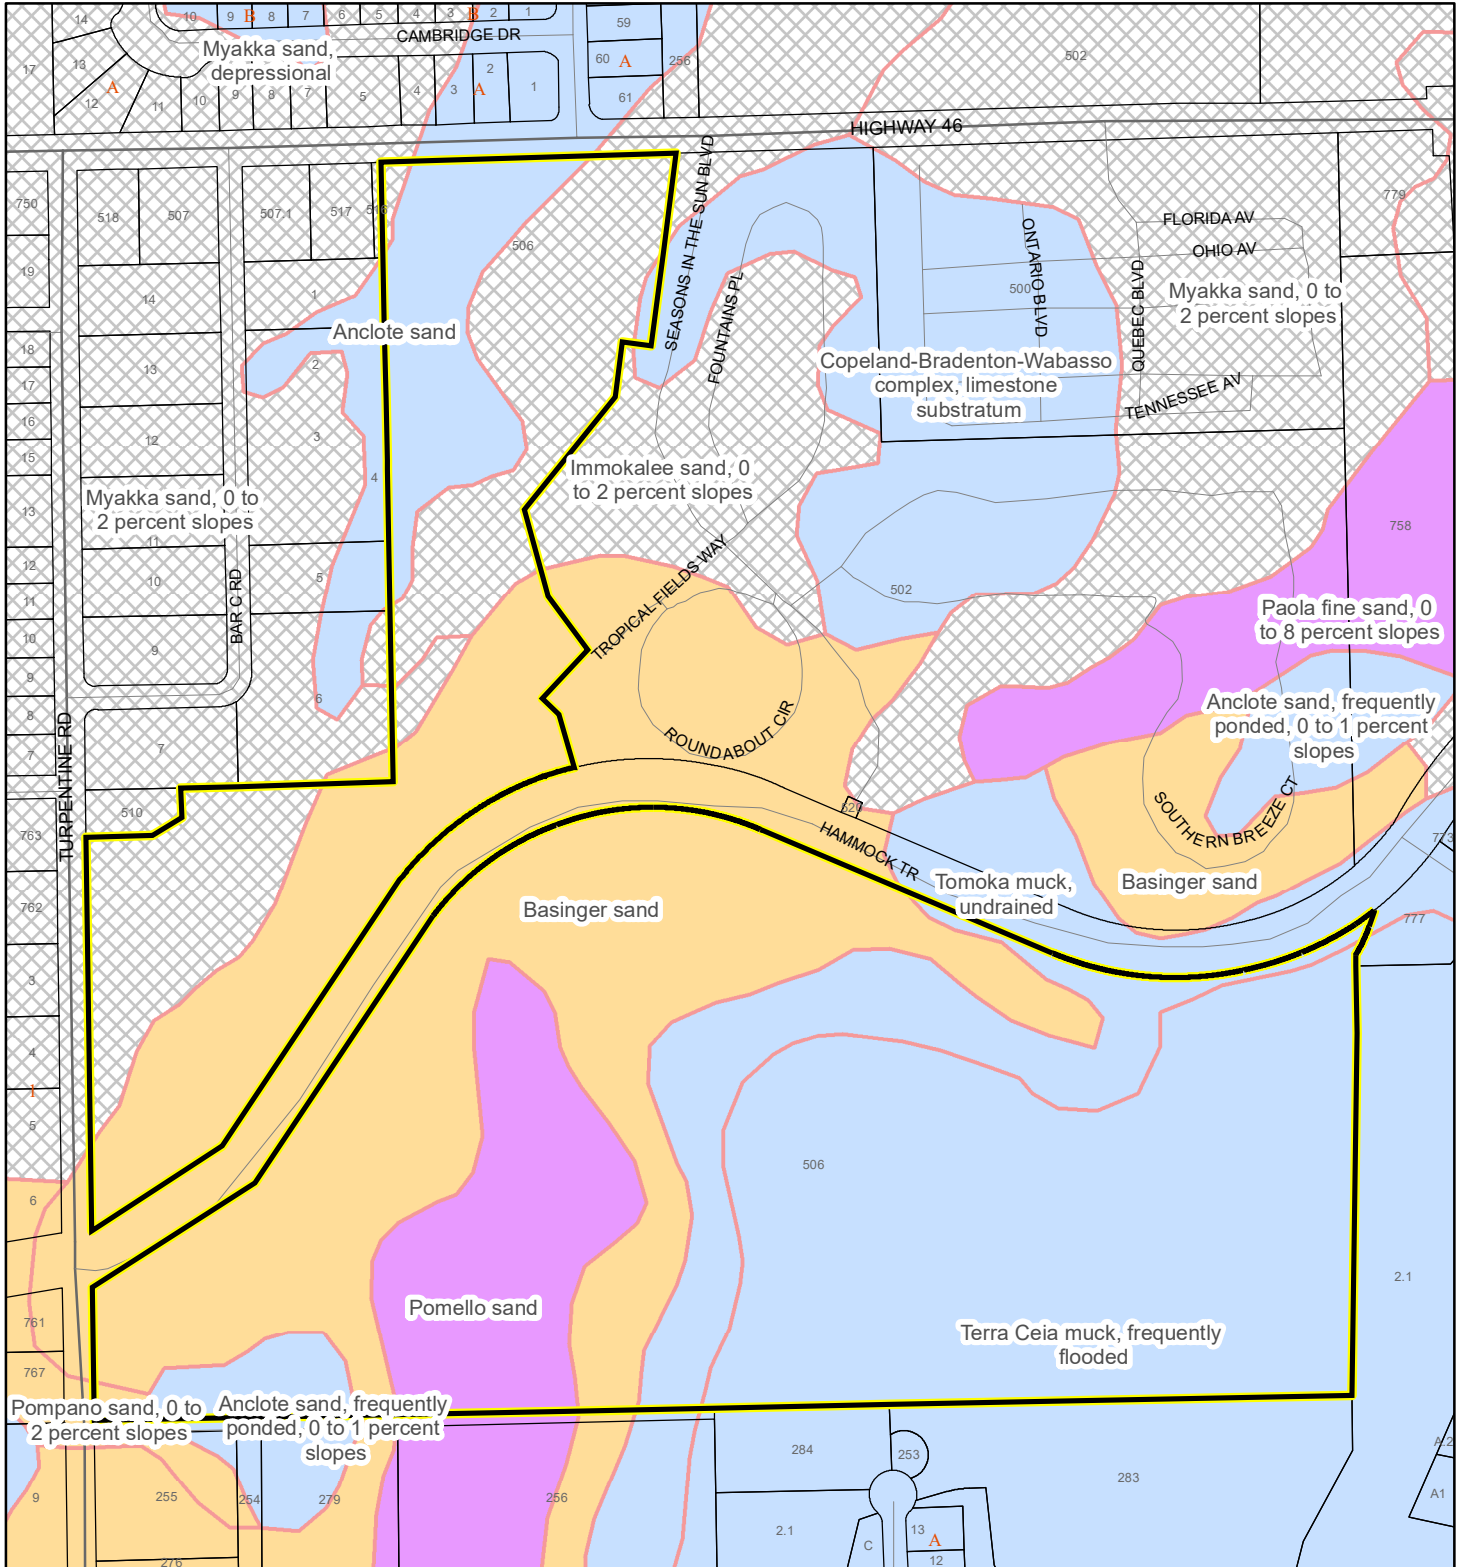 14
10
9
B
8
7
6
5
4
3
B
2
1
59
CAMBRIDGE DR
17
13
Myakka sand,
depressional
60
A
256
502
A
12
11
10
9
8
7
5
4
3
A
2
1
61
HIGHWAY 46
750
518
507
507.1
517
516
506
SEASONS IN THE SUN BLVD
779
FLORIDA AV
OHIO AV
ONTARIO BLVD
QUEBEC BLVD
19
14
1
500
Myakka sand, 0 to
2 percent slopes
Anclote sand
FOUNTAINS PL
18
13
2
Copeland-Bradenton-Wabasso
complex, limestone
substratum
17
TENNESSEE AV
16
12
3
15
4
Immokalee sand, 0
to 2 percent slopes
Myakka sand, 0 to
2 percent slopes
13
11
758
12
10
5
TROPICAL FIELDS WAY
502
11
BAR C RD
Paola fine sand, 0
to 8 percent slopes
10
9
9
6
Anclote sand, frequently
ponded, 0 to 1 percent
slopes
8
TURPENTINE RD
ROUNDABOUT CIR
7
7
510
520
SOUTHERN BREEZE CT
763
HAMMOCK TR
773
762
Basinger sand
Tomoka muck,
undrained
Basinger sand
777
3
4
1
5
506
6
2.1
761
Pomello sand
Terra Ceia muck, frequently
flooded
767
Pompano sand, 0 to
2 percent slopes
Anclote sand, frequently
ponded, 0 to 1 percent
slopes
284
253
283
A.2
9
255
254
279
256
A1
2.1
13
A
C
12
276